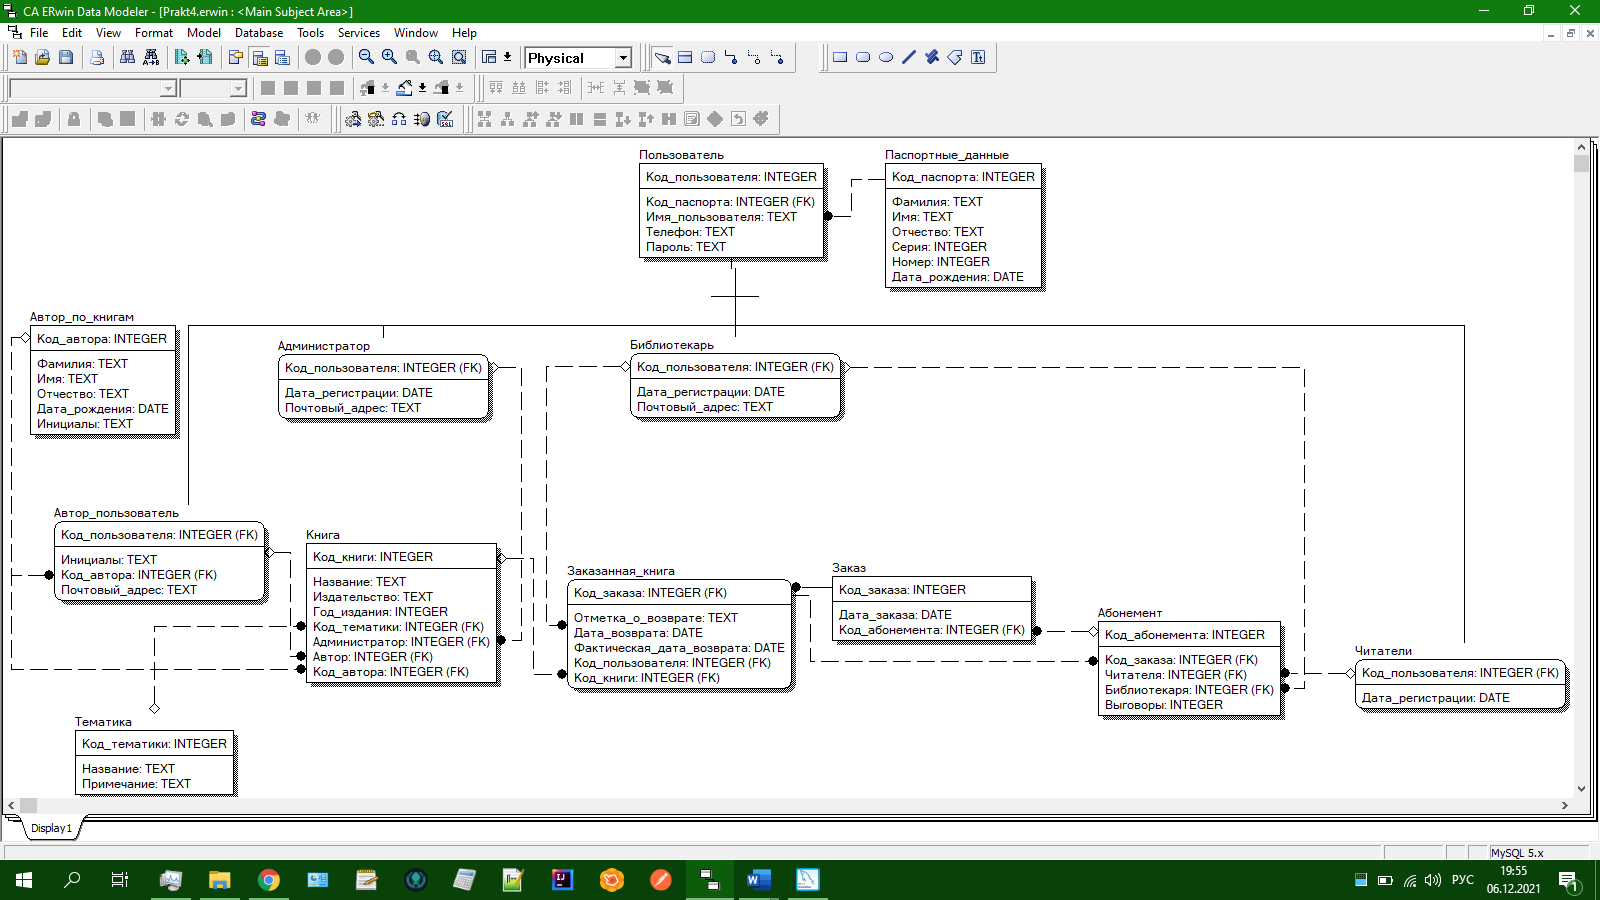 CA ERwin Data Modeler - [Prakt4.erwin : <Main Subject Area>]
File Edit View Format Model Database Tools Services Window Help
Physical
Пользователь
Код_пользователя: INTEGER
Код_паспорта: INTEGER (FK)
Имя_пользователя: TEXT
Телефон: TEXT
Пароль: TEXT
Паспортные_данные
Код_паспорта: INTEGER
Фамилия: TEXT
Имя: TEXT
Отчество: TEXT
Серия: INTEGER
Номер: INTEGER
Дата_рождения: DATE
Автор_по_книгам
Код_автора: INTEGER
Фамилия: TEXT
Имя: TEXT
Отчество: TEXT
Дата_рождения: DATE
Инициалы: TEXT
Администратор
Код_пользователя: INTEGER (FK)
Дата_регистрации: DATE
Почтовый_адрес: TEXT
Библиотекарь
Код_пользователя: INTEGER (FK)
Дата_регистрации: DATE
Почтовый_адрес: TEXT
Автор_пользователь
Код_пользователя: INTEGER (FK)
Инициалы: TEXT
Код_автора: INTEGER (FK)
Почтовый_адрес: TEXT
Книга
Код_книги: INTEGER
Название: TEXT
Издательство: TEXT
Год_издания: INTEGER
Код_тематики: INTEGER (FK)
Администратор: INTEGER (FK)
Автор: INTEGER (FK)
Код_автора: INTEGER (FK)
Заказанная_книга
Код_заказа: INTEGER (FK)
Отметка_о_возврате: TEXT
Дата_возврата: DATE
Фактическая_дата_возврата: DATE
Код_пользователя: INTEGER (FK)
Код_книги: INTEGER (FK)
Заказ
Код_заказа: INTEGER
Дата_заказа: DATE
Код_абонемента: INTEGER (FK)
Абонемент
Код_абонемента: INTEGER
Код_заказа: INTEGER (FK)
Читателя: INTEGER (FK)
Библиотекаря: INTEGER (FK)
Выговоры: INTEGER
Читатели
Код_пользователя: INTEGER (FK)
Дата_регистрации: DATE
Тематика
Код_тематики: INTEGER
Название: TEXT
Примечание: TEXT
Display1
MySQL 5.x
РУС
19:55
06.12.2021
1